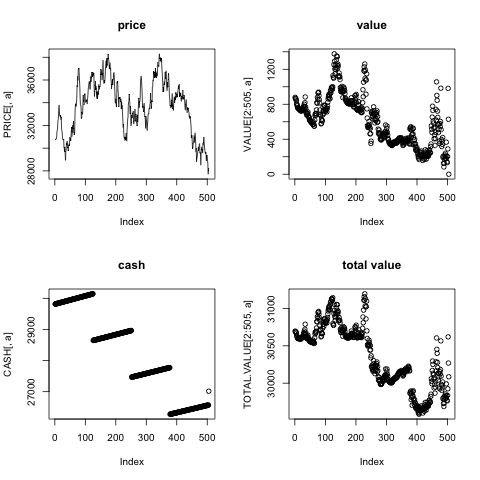 price
PRICE[, a]
28000 32000 36000
0 100 200 300 400 500
Index
value
VALUE[2:505, a]
0 400 800 1200
0 100 200 300 400 500
Index
cash
CASH[, a]
27000 29000
0 100 200 300 400 500
Index
total value
TOTAL.VALUE[2:505, a]
30000 30500 31000
0 100 200 300 400 500
Index